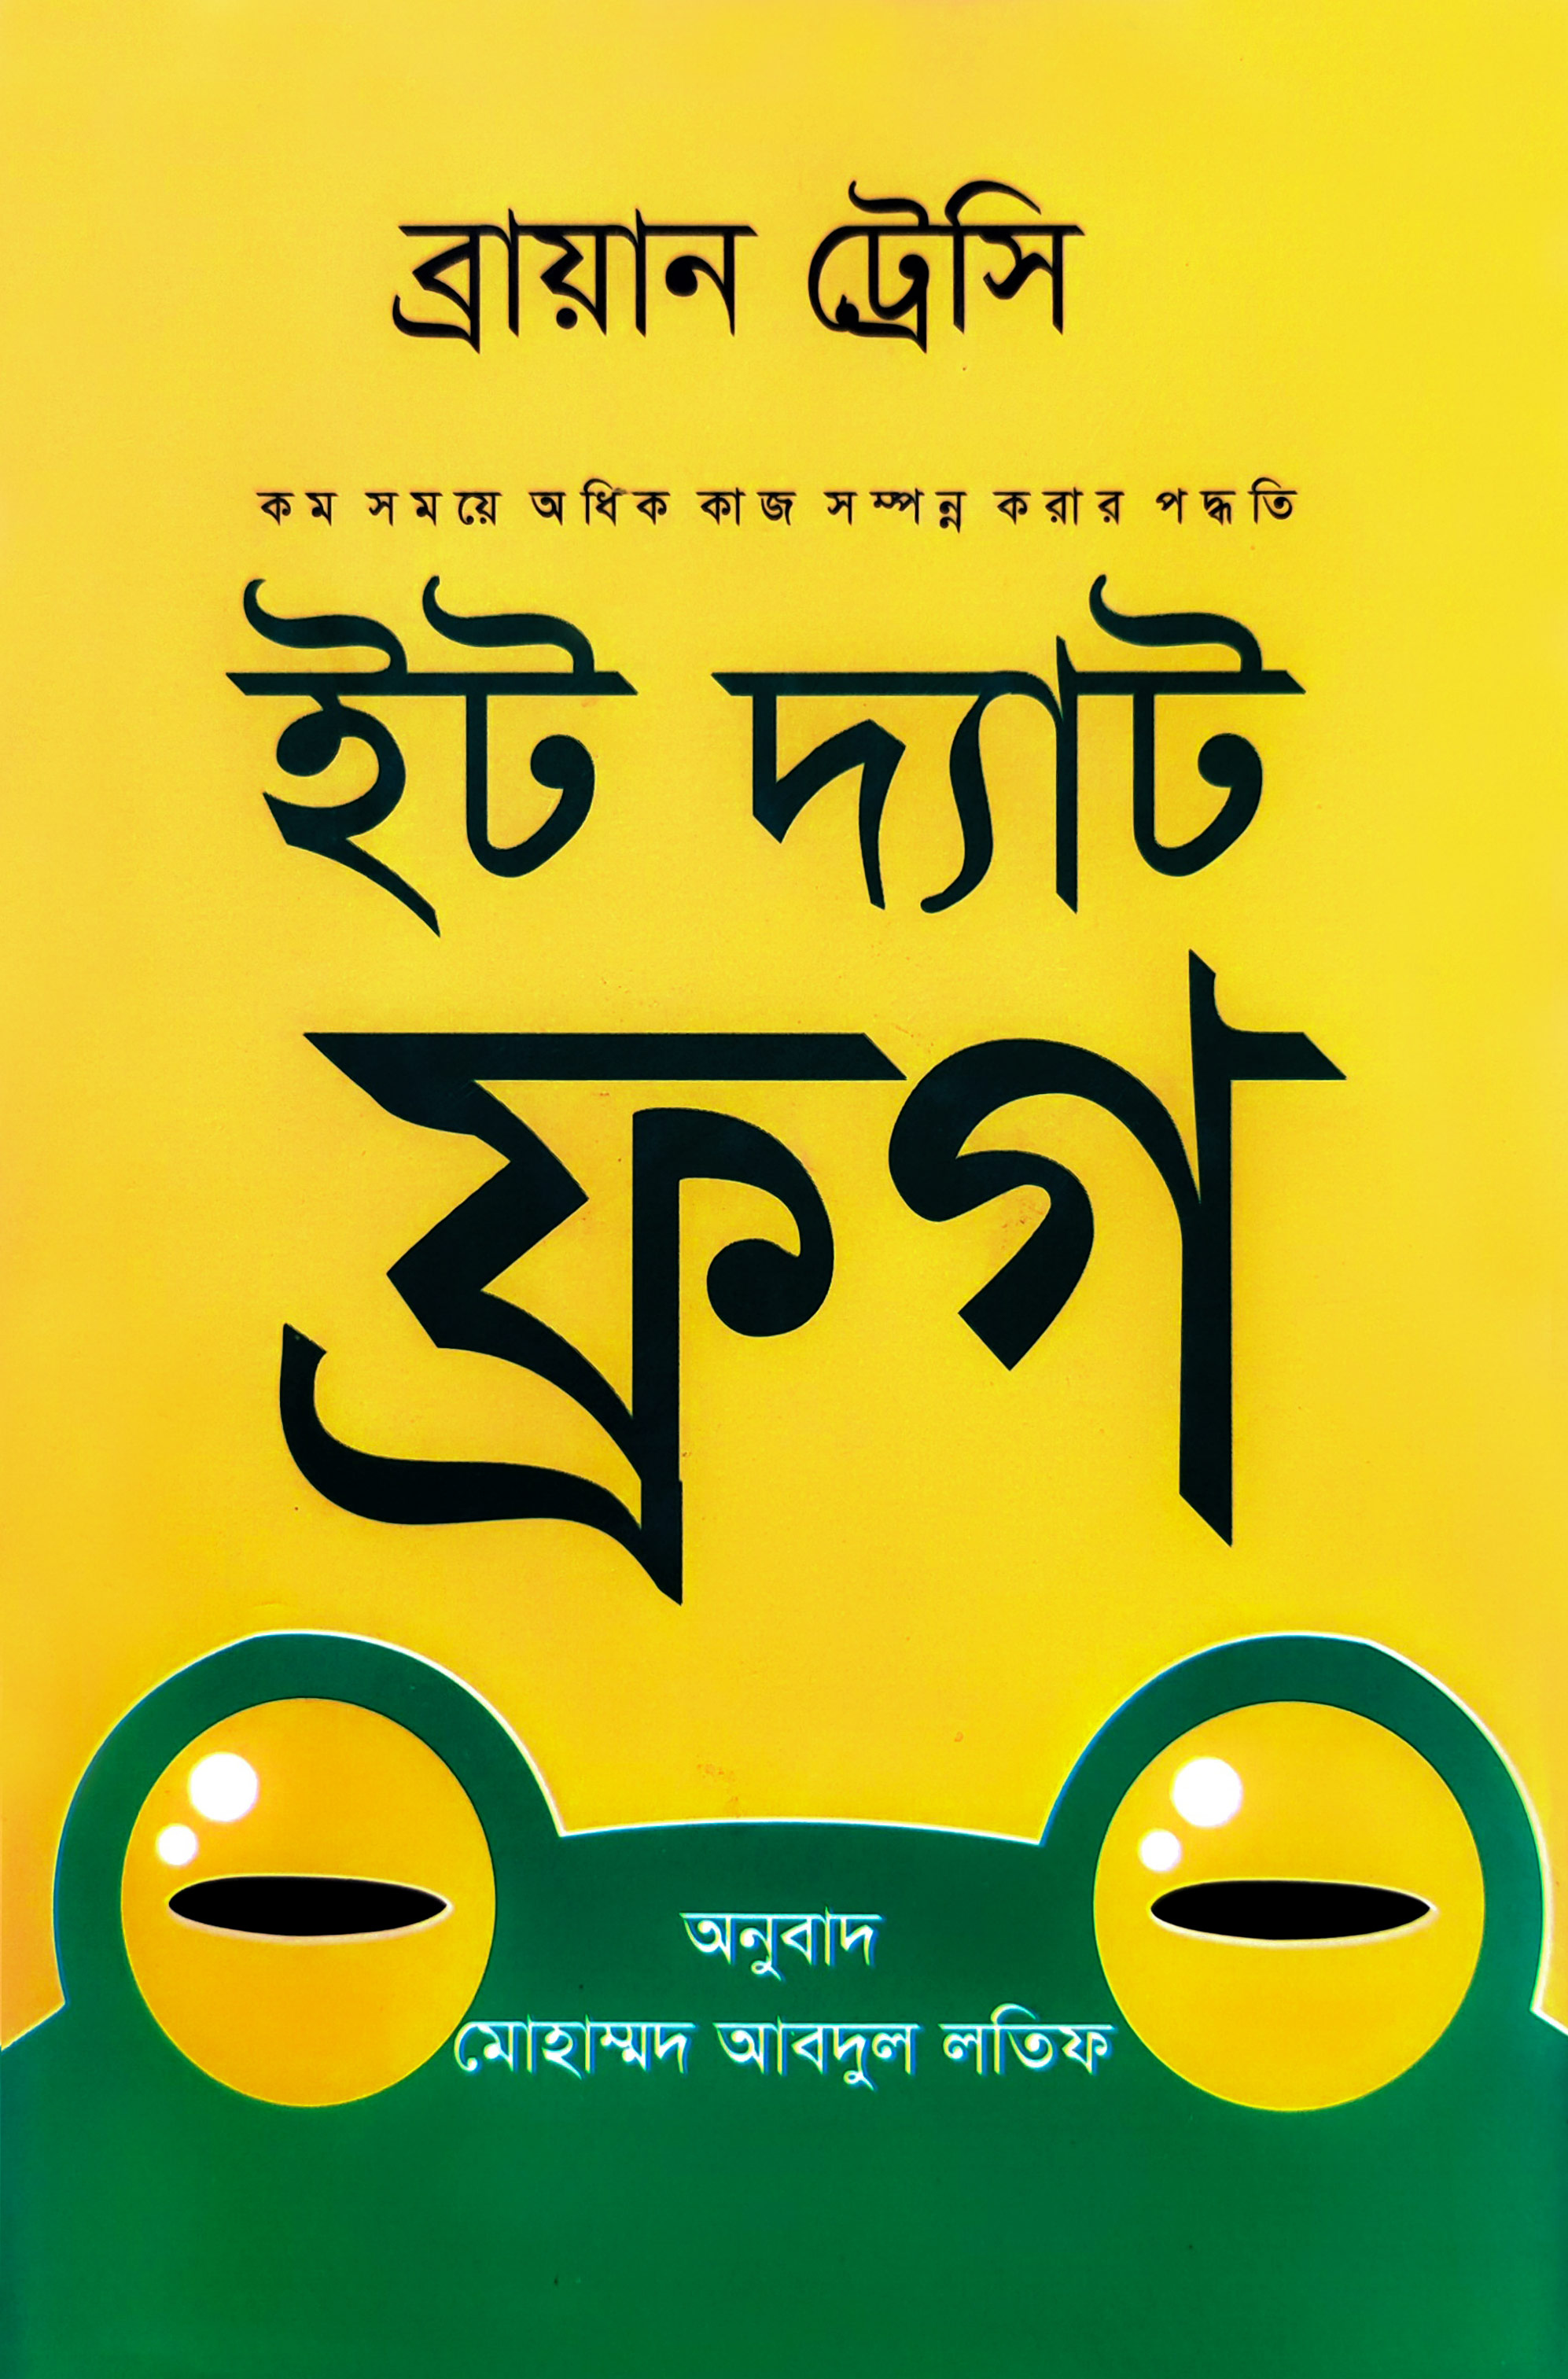 ব্রায়ান ট্রেসি
কম সময়ে অধিক কাজ সম্পন্ন করার পদ্ধতি
ইট দ্যাট
ফ্রগ
অনুবাদ
মোহাম্মদ আবদুল লতিফ